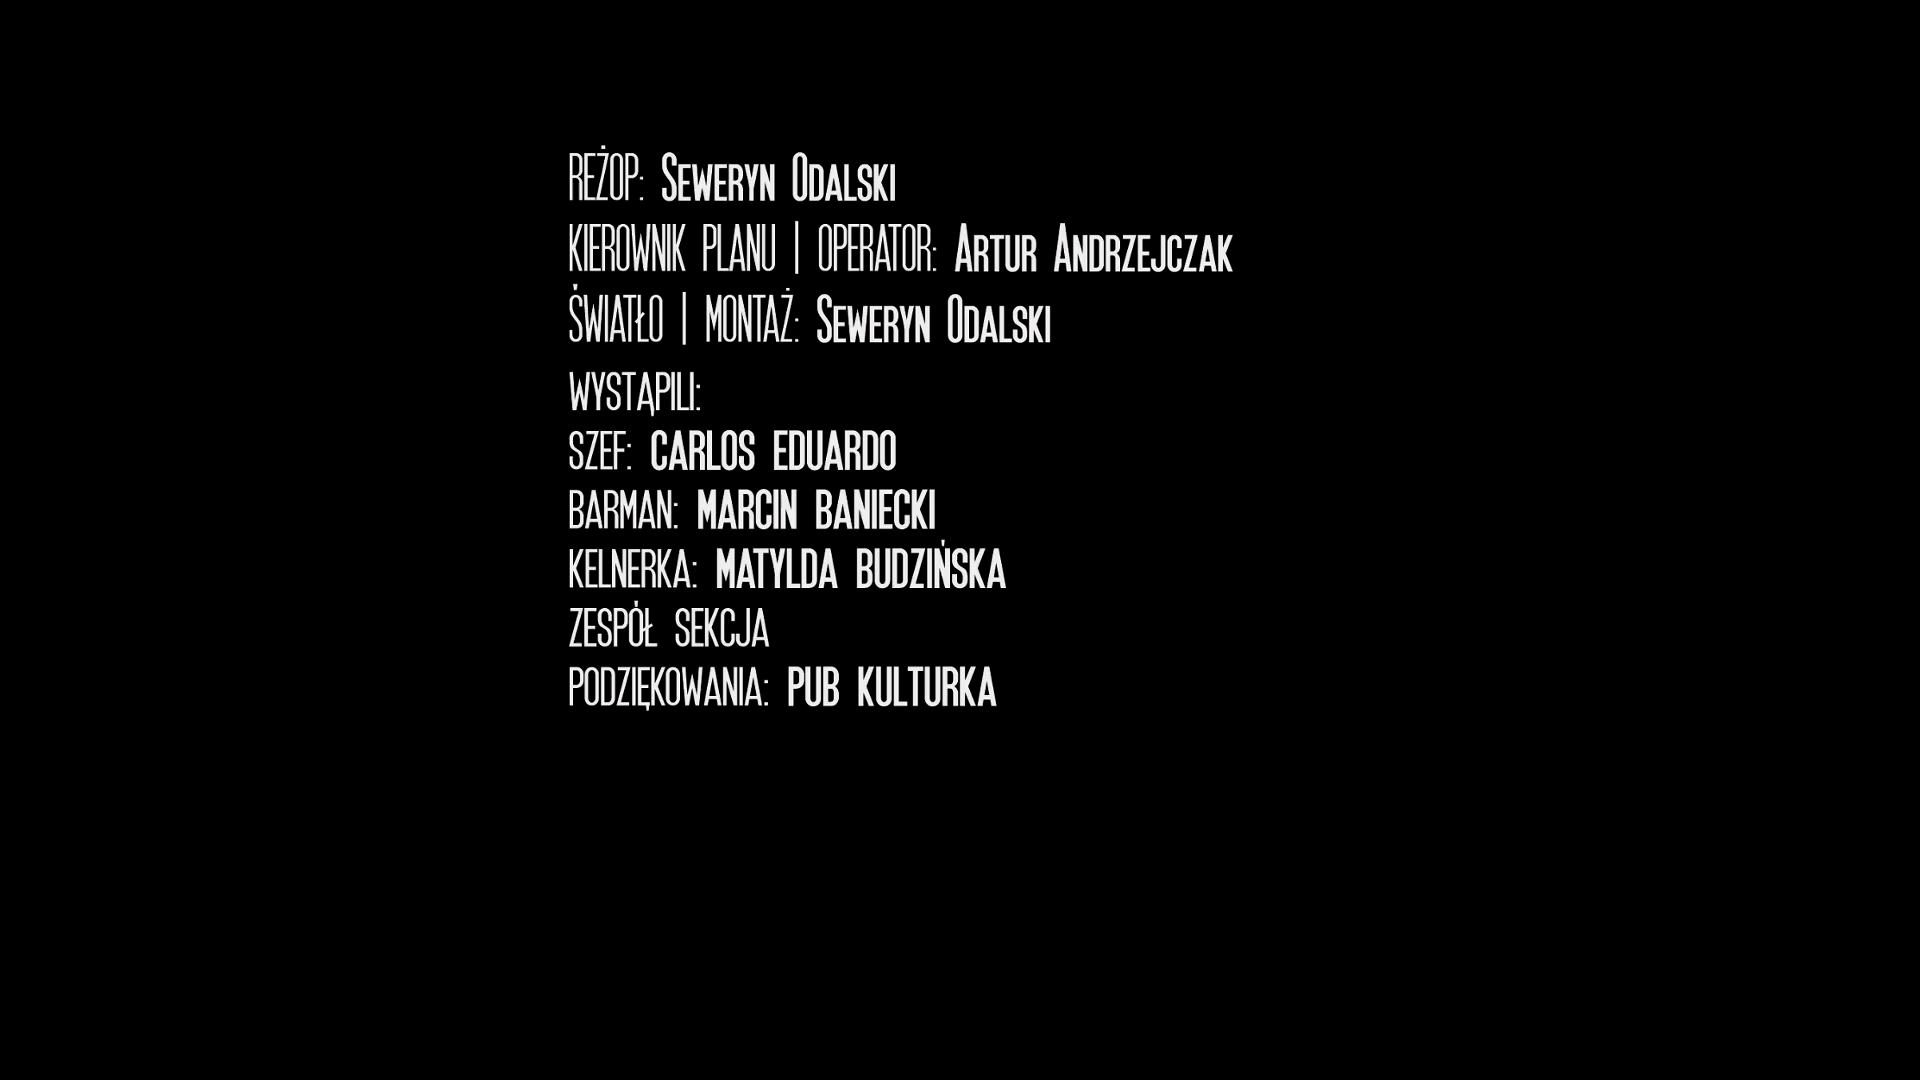 REŻOP: Seweryn Odalski
KIEROWNIK PLANU | OPERATOR: Artur Andrzejczak
ŚWIATŁO | MONTAŻ: Seweryn Odalski
WYSTĄPILI:
SZEF: CARLOS EDUARDO
BARMAN: MARCIN BANIECKI
KELNERKA: MATYLDA BUDZIŃSKA
ZESPÓŁ SEKCJA
PODZIĘKOWANIA: PUB KULTURKA